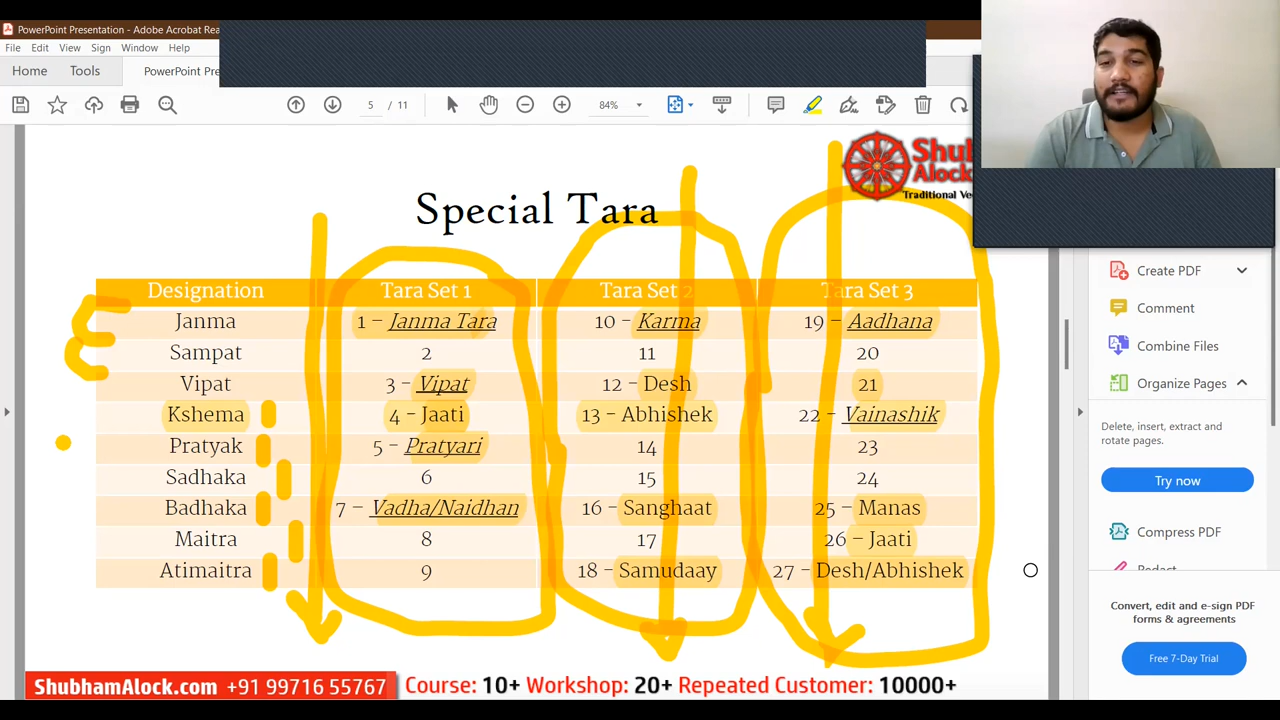 PowerPoint Presentation - Adobe Acrobat Rea
File Edit View Sign Window Help
Home Tools PowerPoint Pre
5 / 11 84%
Shu
Alock
Traditional Ve
Special Tara
Designation Tara Set 1 Tara Set 2 Tara Set 3
Janma 1 – Janma Tara 10 – Karma 19 – Aadhana
Sampat 2 11 20
Vipat 3 – Vipat 12 – Desh 21
Kshema 4 – Jaati 13 – Abhishek 22 – Vainashik
Pratyak 5 – Pratyari 14 23
Sadhaka 6 15 24
Badhaka 7 – Vadha/Naidhan 16 – Sanghaat 25 – Manas
Maitra 8 17 26 – Jaati
Atimaitra 9 18 – Samudaay 27 – Desh/Abhishek
Create PDF
Comment
Combine Files
Organize Pages
Delete, insert, extract and
rotate pages.
Try now
Compress PDF
Redact
Convert, edit and e-sign PDF
forms & agreements
Free 7-Day Trial
ShubhamAlock.com +91 99716 55767 Course: 10+ Workshop: 20+ Repeated Customer: 10000+